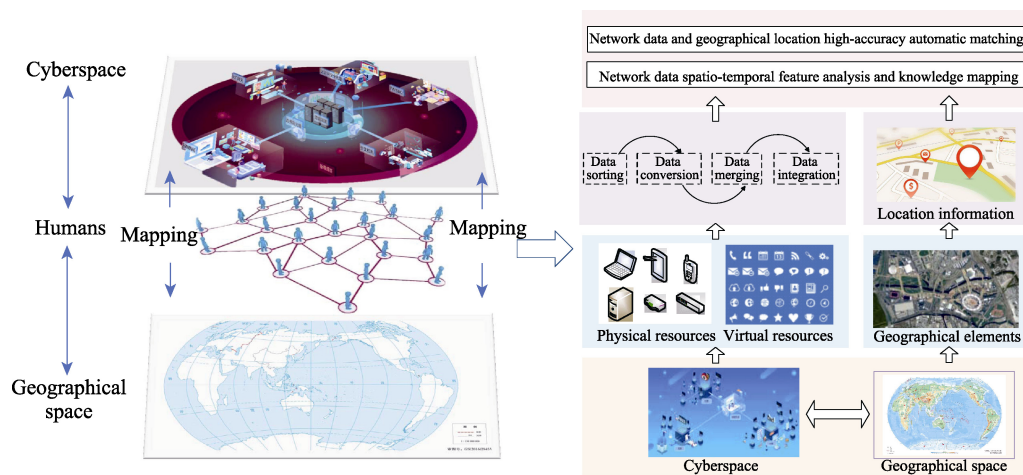 Cyberspace
Humans
Geographical
space
Mapping
Mapping
Network data and geographical location high-accuracy automatic matching
Network data spatio-temporal feature analysis and knowledge mapping
Data
sorting
Data
conversion
Data
merging
Data
integration
Location information
Physical resources
Virtual resources
Geographical elements
Cyberspace
Geographical space